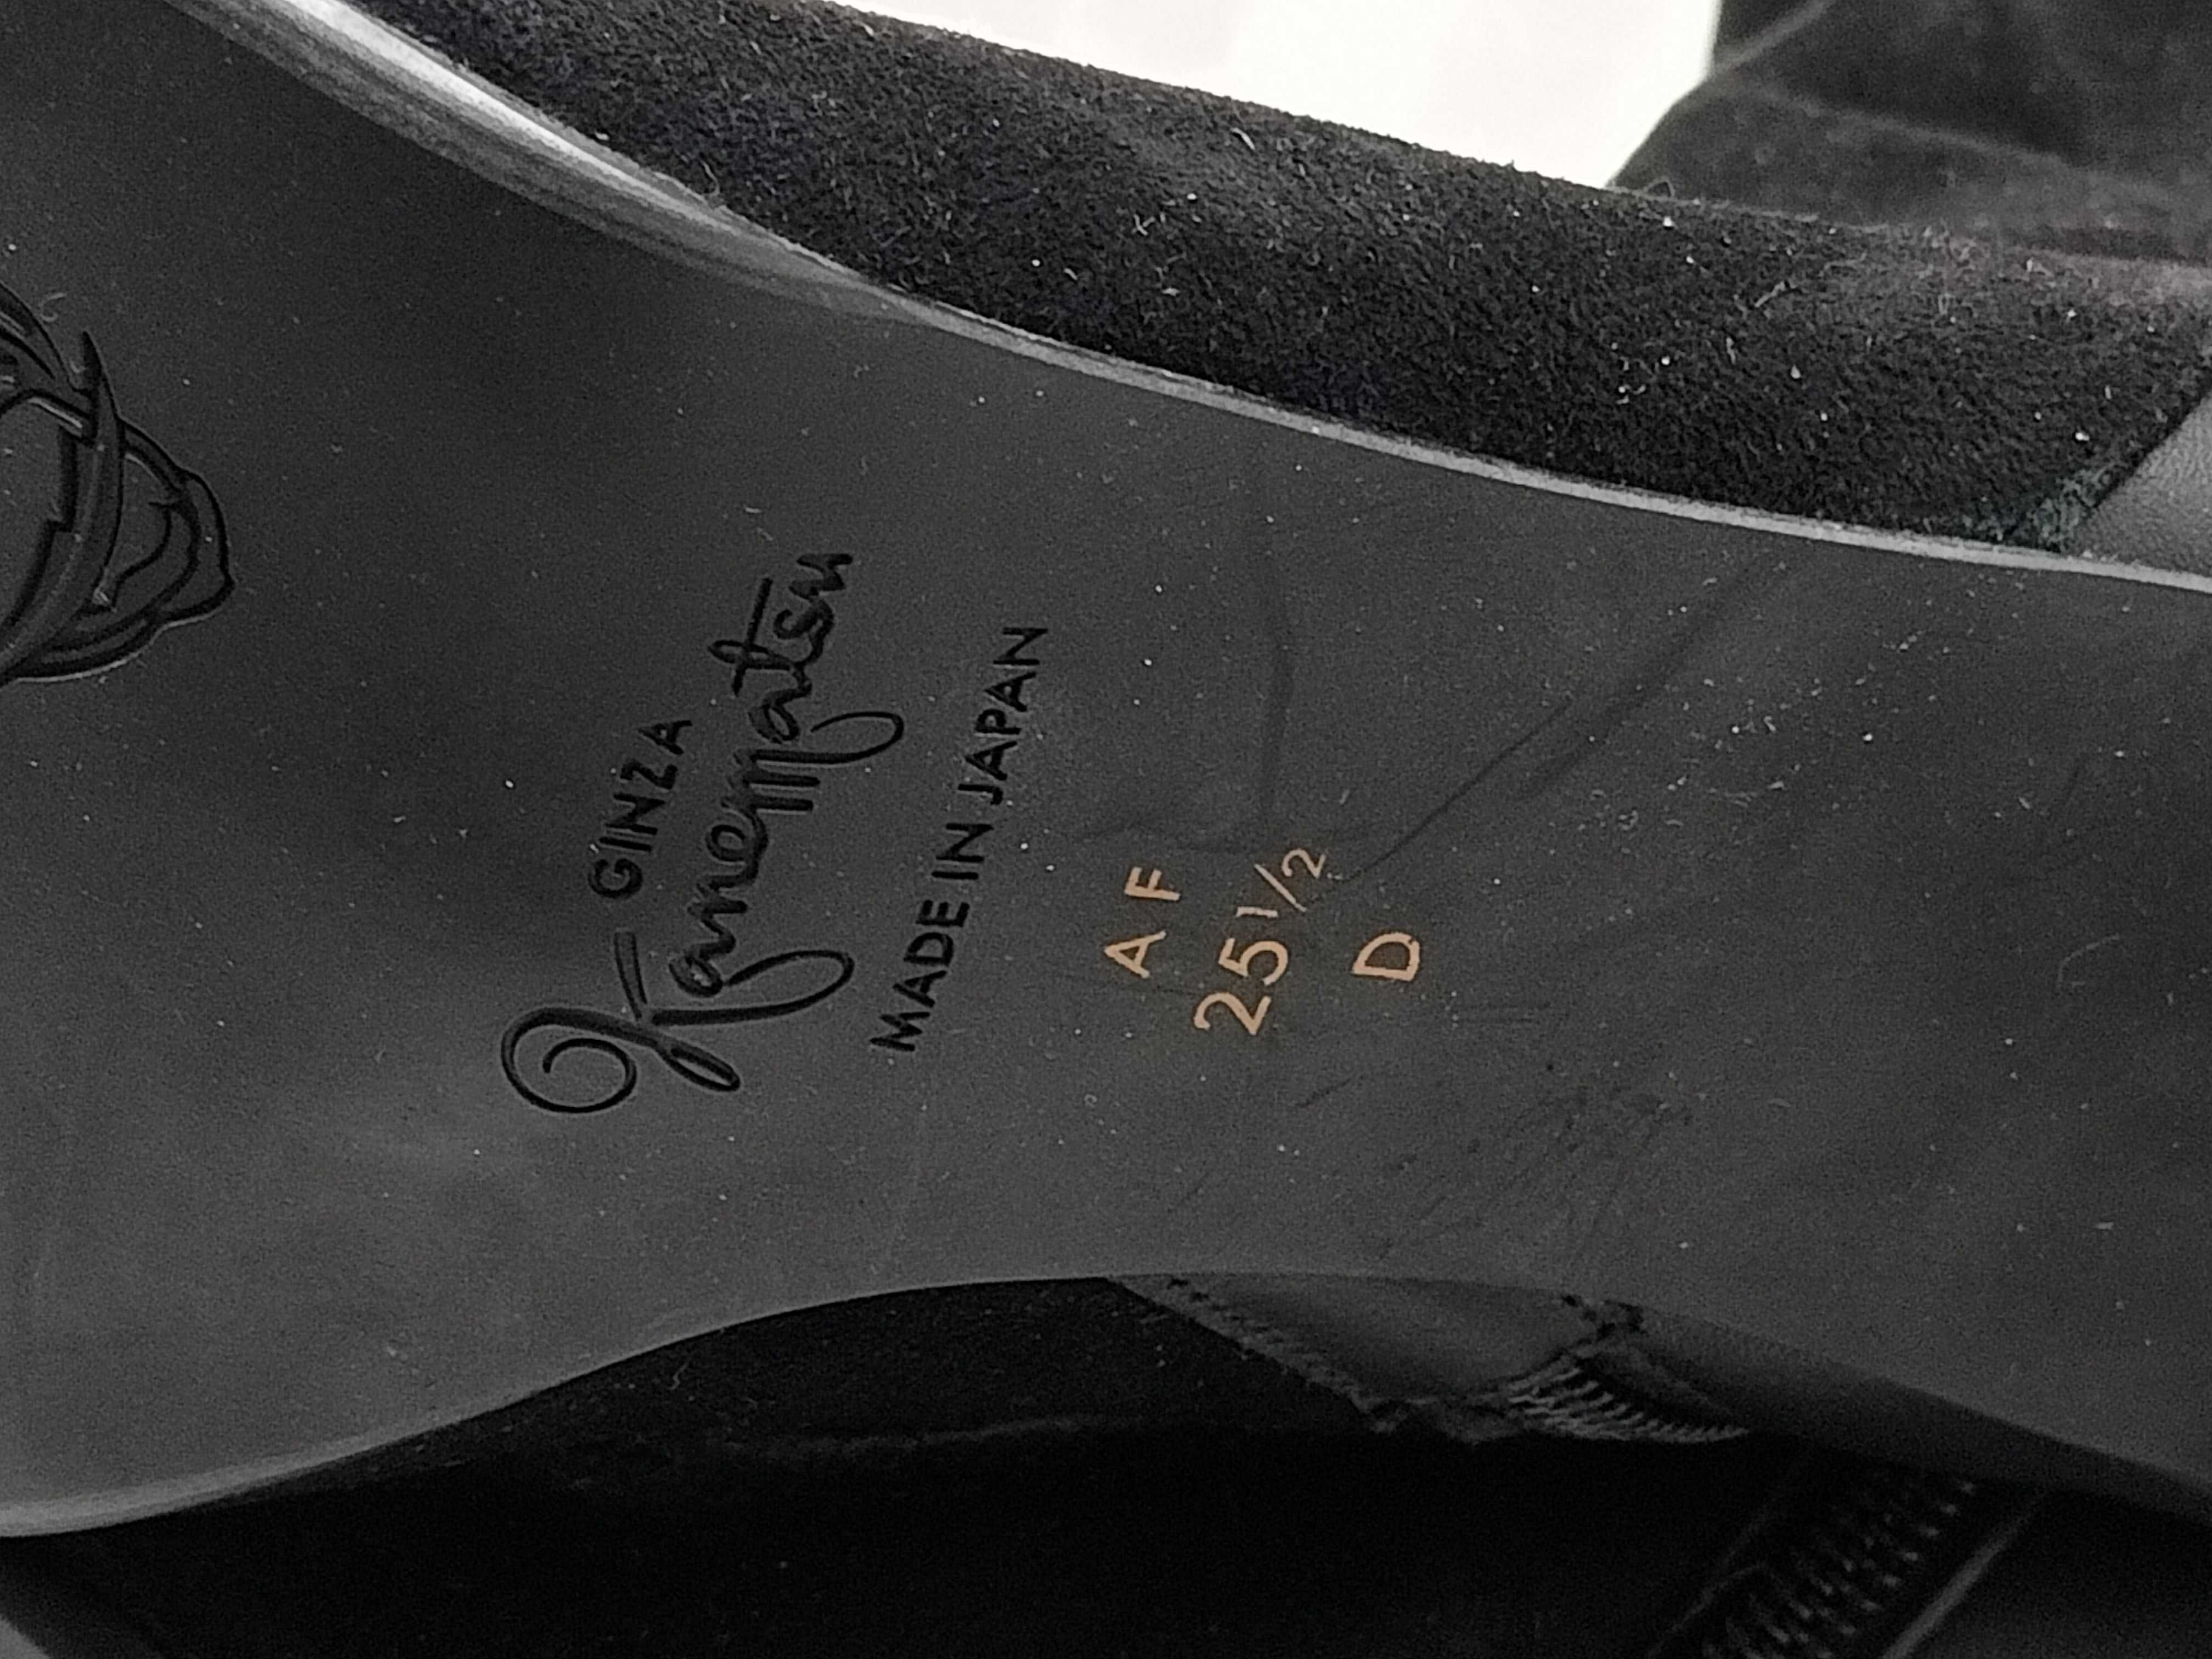 GINZA
Kanematsu
MADE IN JAPAN
A F
25 1/2
D